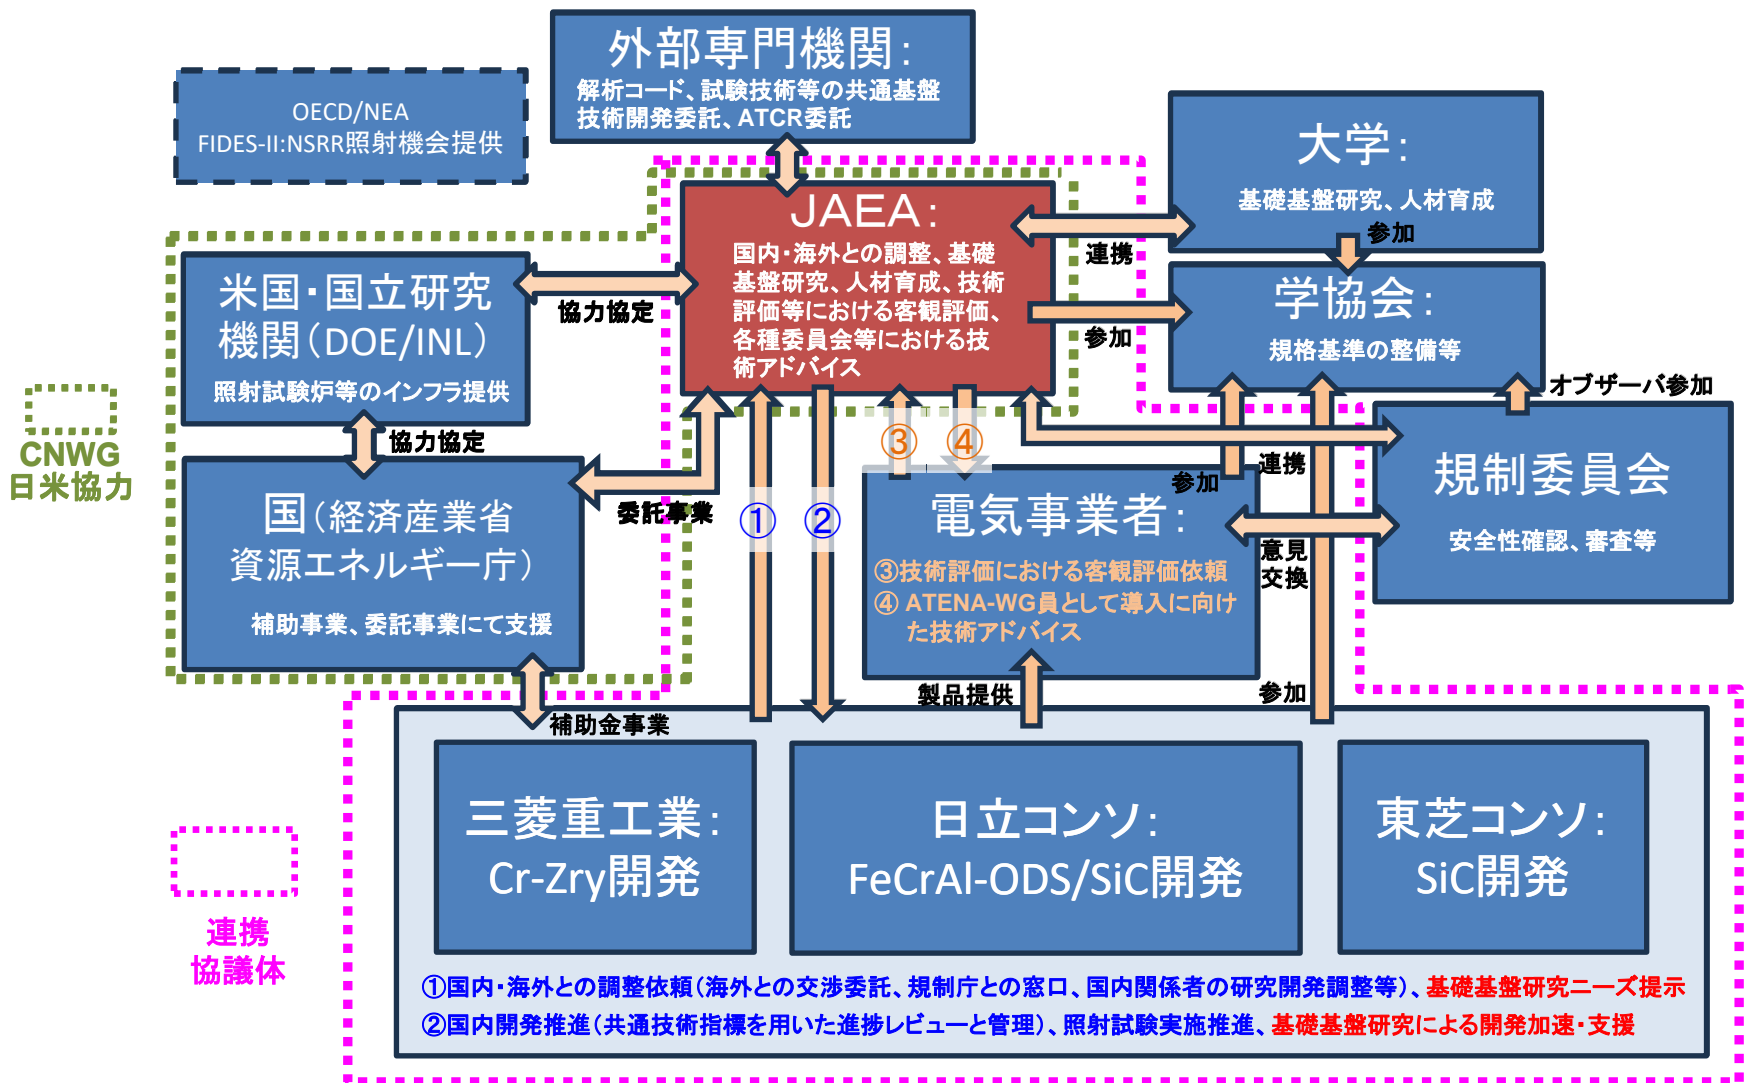 外部専門機関：
解析コード、試験技術等の共通基盤
技術開発委託、ATCR委託
OECD/NEA
FIDES-II:NSRR照射機会提供
大学：
基礎基盤研究、人材育成
参加
JAEA：
国内・海外との調整、基礎
基盤研究、人材育成、技術
評価等における客観評価、
各種委員会等における技
術アドバイス
連携
参加
学協会：
規格基準の整備等
米国・国立研究
機関（DOE/INL）
照射試験炉等のインフラ提供
協力協定
協力協定
オブザーバ参加
CNWG
日米協力
国（経済産業省
資源エネルギー庁）
補助事業、委託事業にて支援
委託事業
①
②
③
④
参加
連携
規制委員会
安全性確認、審査等
電気事業者：
③技術評価における客観評価依頼
④ ATENA-WG員として導入に向け
た技術アドバイス
意見
交換
製品提供
参加
補助金事業
三菱重工業：
Cr-Zry開発
日立コンソ：
FeCrAl-ODS/SiC開発
東芝コンソ：
SiC開発
連携
協議体
①国内・海外との調整依頼（海外との交渉委託、規制庁との窓口、国内関係者の研究開発調整等）、基礎基盤研究ニーズ提示
②国内開発推進（共通技術指標を用いた進捗レビューと管理）、照射試験実施推進、基礎基盤研究による開発加速・支援